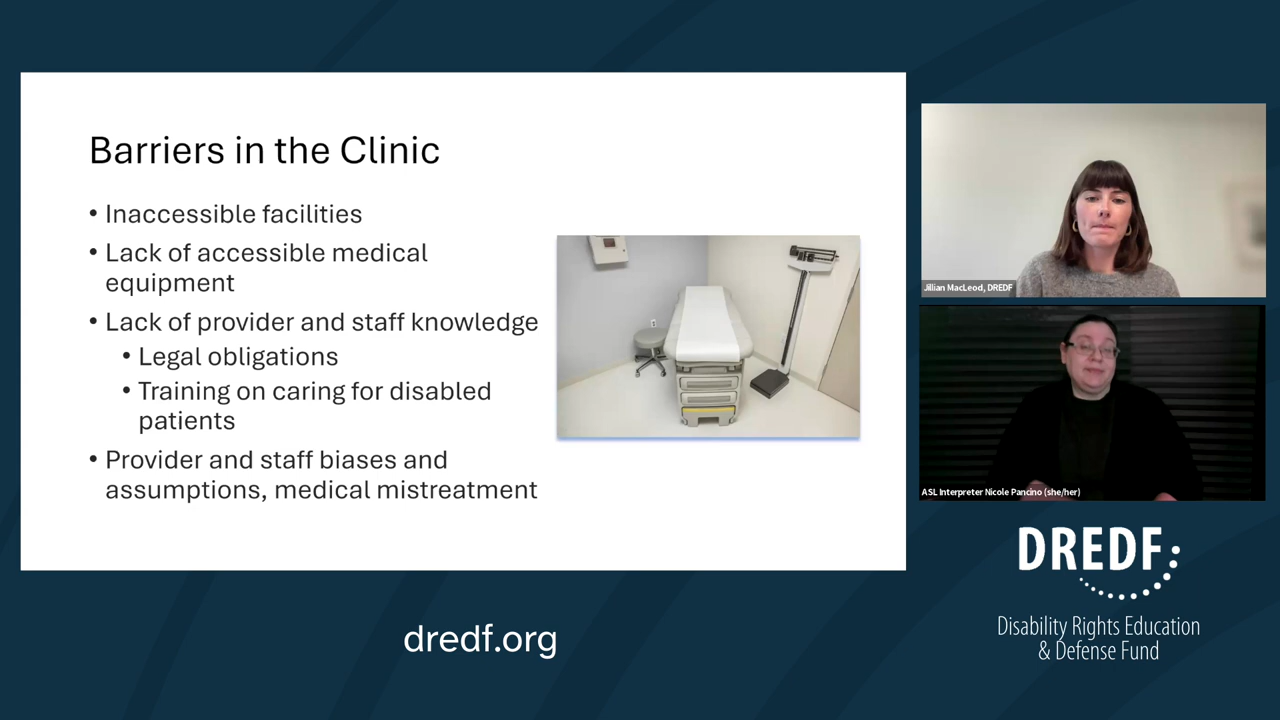 Barriers in the Clinic
• Inaccessible facilities
• Lack of accessible medical
equipment
• Lack of provider and staff knowledge
• Legal obligations
• Training on caring for disabled
patients
• Provider and staff biases and
assumptions, medical mistreatment
Jillian MacLeod, DREDF
ASL Interpreter Nicole Pancino (she/her)
DREDF
Disability Rights Education
& Defense Fund
dredf.org